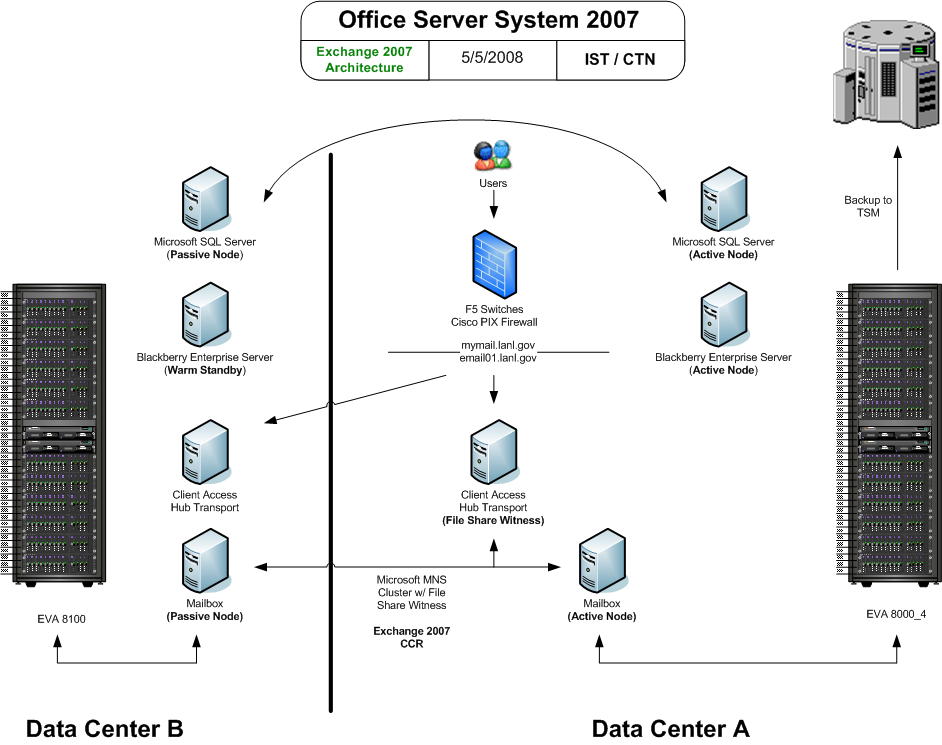 Office Server System 2007
Exchange 2007
Architecture
5/5/2008
IST / CTN
Users
Backup to
TSM
Microsoft SQL Server
(Passive Node)
Microsoft SQL Server
(Active Node)
F5 Switches
Cisco PIX Firewall
mymail.lanl.gov
email01.lanl.gov
Blackberry Enterprise Server
(Warm Standby)
Blackberry Enterprise Server
(Active Node)
Client Access
Hub Transport
Client Access
Hub Transport
(File Share Witness)
Mailbox
(Passive Node)
Microsoft MNS
Cluster w/ File
Share Witness
Exchange 2007
CCR
Mailbox
(Active Node)
EVA 8100
EVA 8000_4
Data Center B
Data Center A